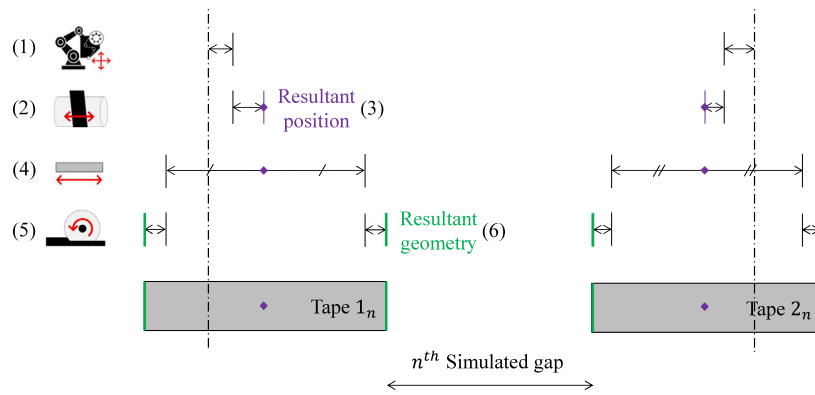 (1)
(2)
Resultant
position
(3)
(4)
(5)
Resultant
geometry
(6)
Tape 1ₙ
Tape 2ₙ
nᵗʰ Simulated gap